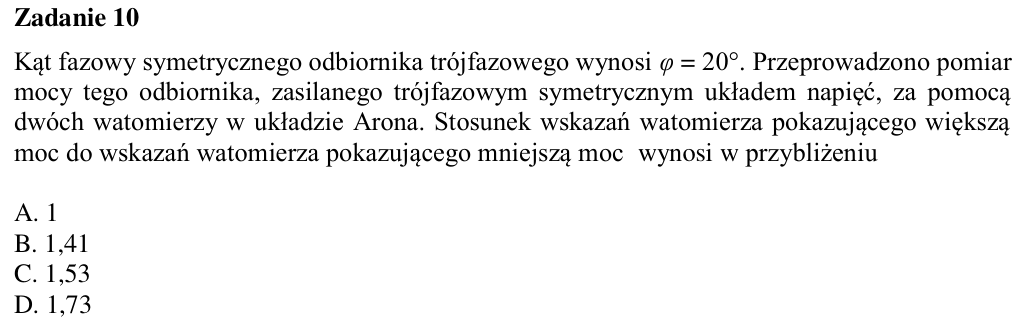 Zadanie 10
Kąt fazowy symetrycznego odbiornika trójfazowego wynosi φ = 20°. Przeprowadzono pomiar
mocy tego odbiornika, zasilanego trójfazowym symetrycznym układem napięć, za pomocą
dwóch watomierzy w układzie Arona. Stosunek wskazań watomierza pokazującego większą
moc do wskazań watomierza pokazującego mniejszą moc wynosi w przybliżeniu
A. 1
B. 1,41
C. 1,53
D. 1,73